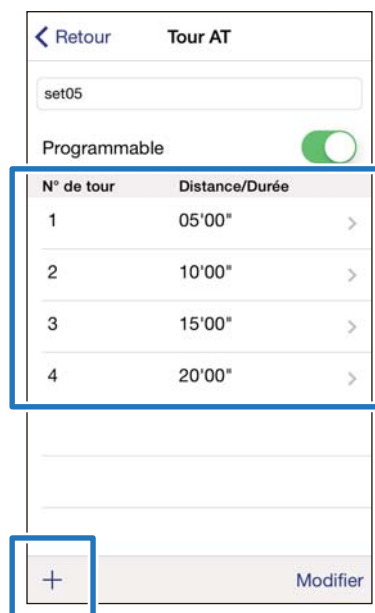 Retour Tour AT
set05
Programmable
N° de tour Distance/Durée
1 05'00"
2 10'00"
3 15'00"
4 20'00"
+ Modifier